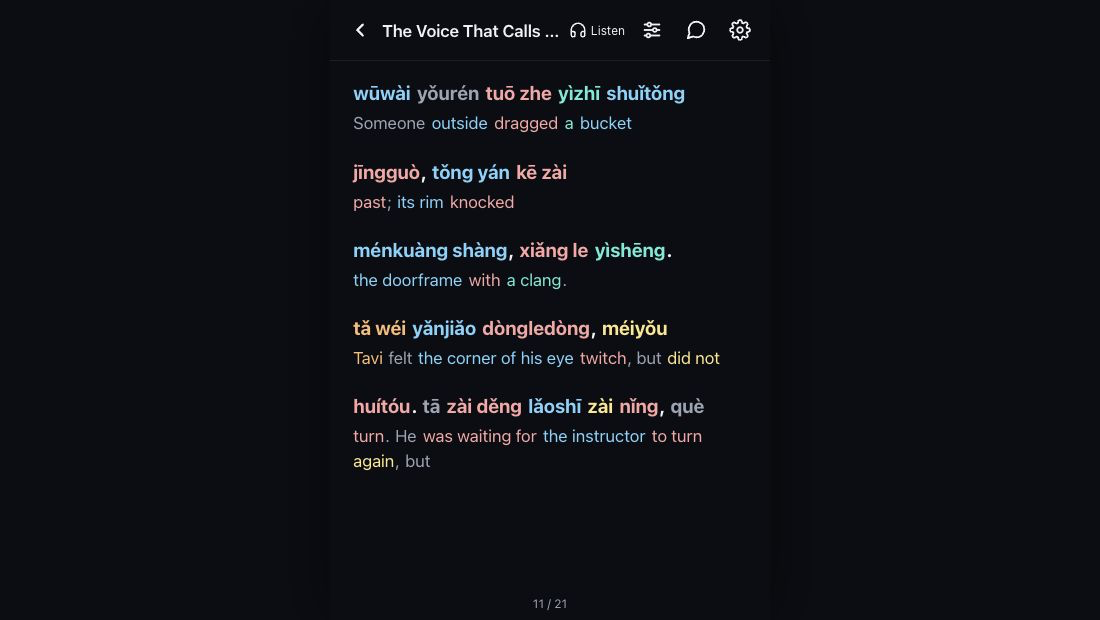 The Voice That Calls ... Listen
wūwài yǒurén tuō zhe yìzhī shuǐtǒng
Someone outside dragged a bucket
jīngguò, tǒng yán kē zài
past; its rim knocked
ménkuàng shàng, xiǎng le yìshēng.
the doorframe with a clang.
tǎ wéi yǎnjiǎo dòngledòng, méiyǒu
Tavi felt the corner of his eye twitch, but did not
huítóu. tā zài děng lǎoshī zài nǐng, què
turn. He was waiting for the instructor to turn
again, but
11 / 21